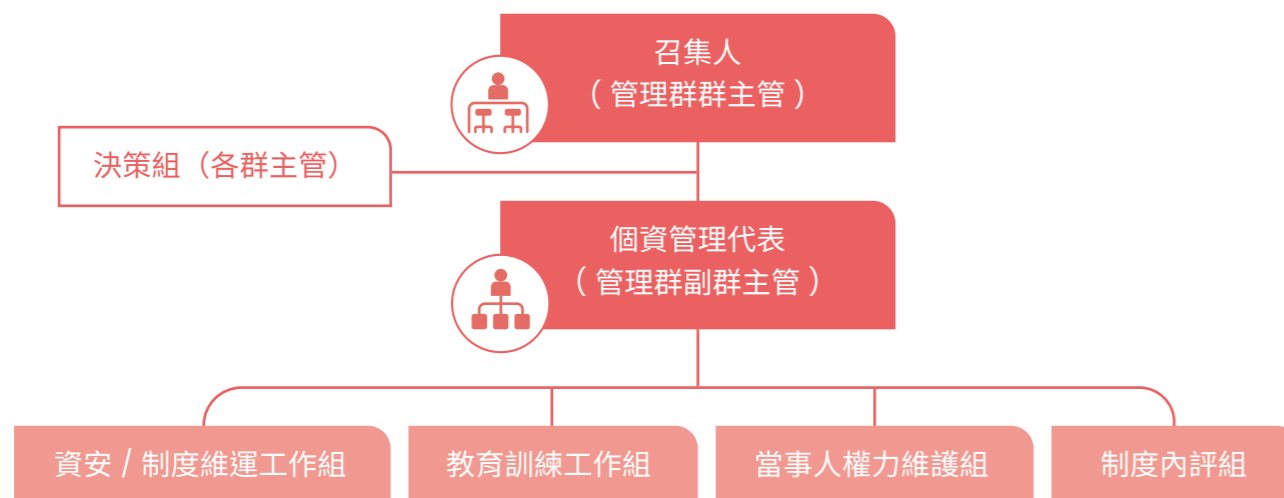 召集人
（管理群群主管）
決策組（各群主管）
個資管理代表
（管理群副群主管）
資安 / 制度維運工作組
教育訓練工作組
當事人權力維護組
制度內評組